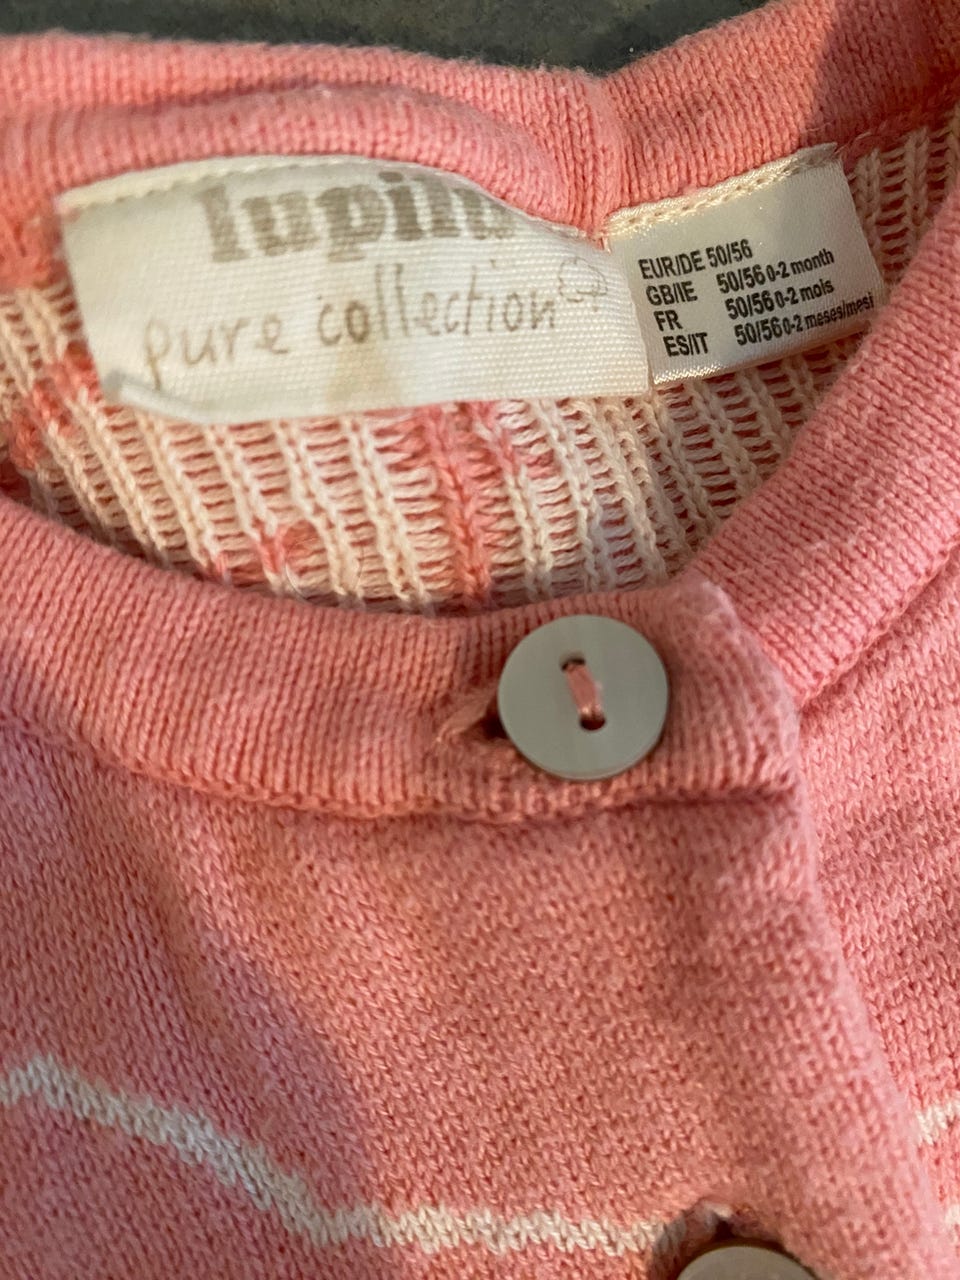 lupilu
pure collection
EUR/DE 50/56
GB/IE 50/56 0-2 month
FR 50/56 0-2 mois
ES/IT 50/56 0-2 meses/mesi